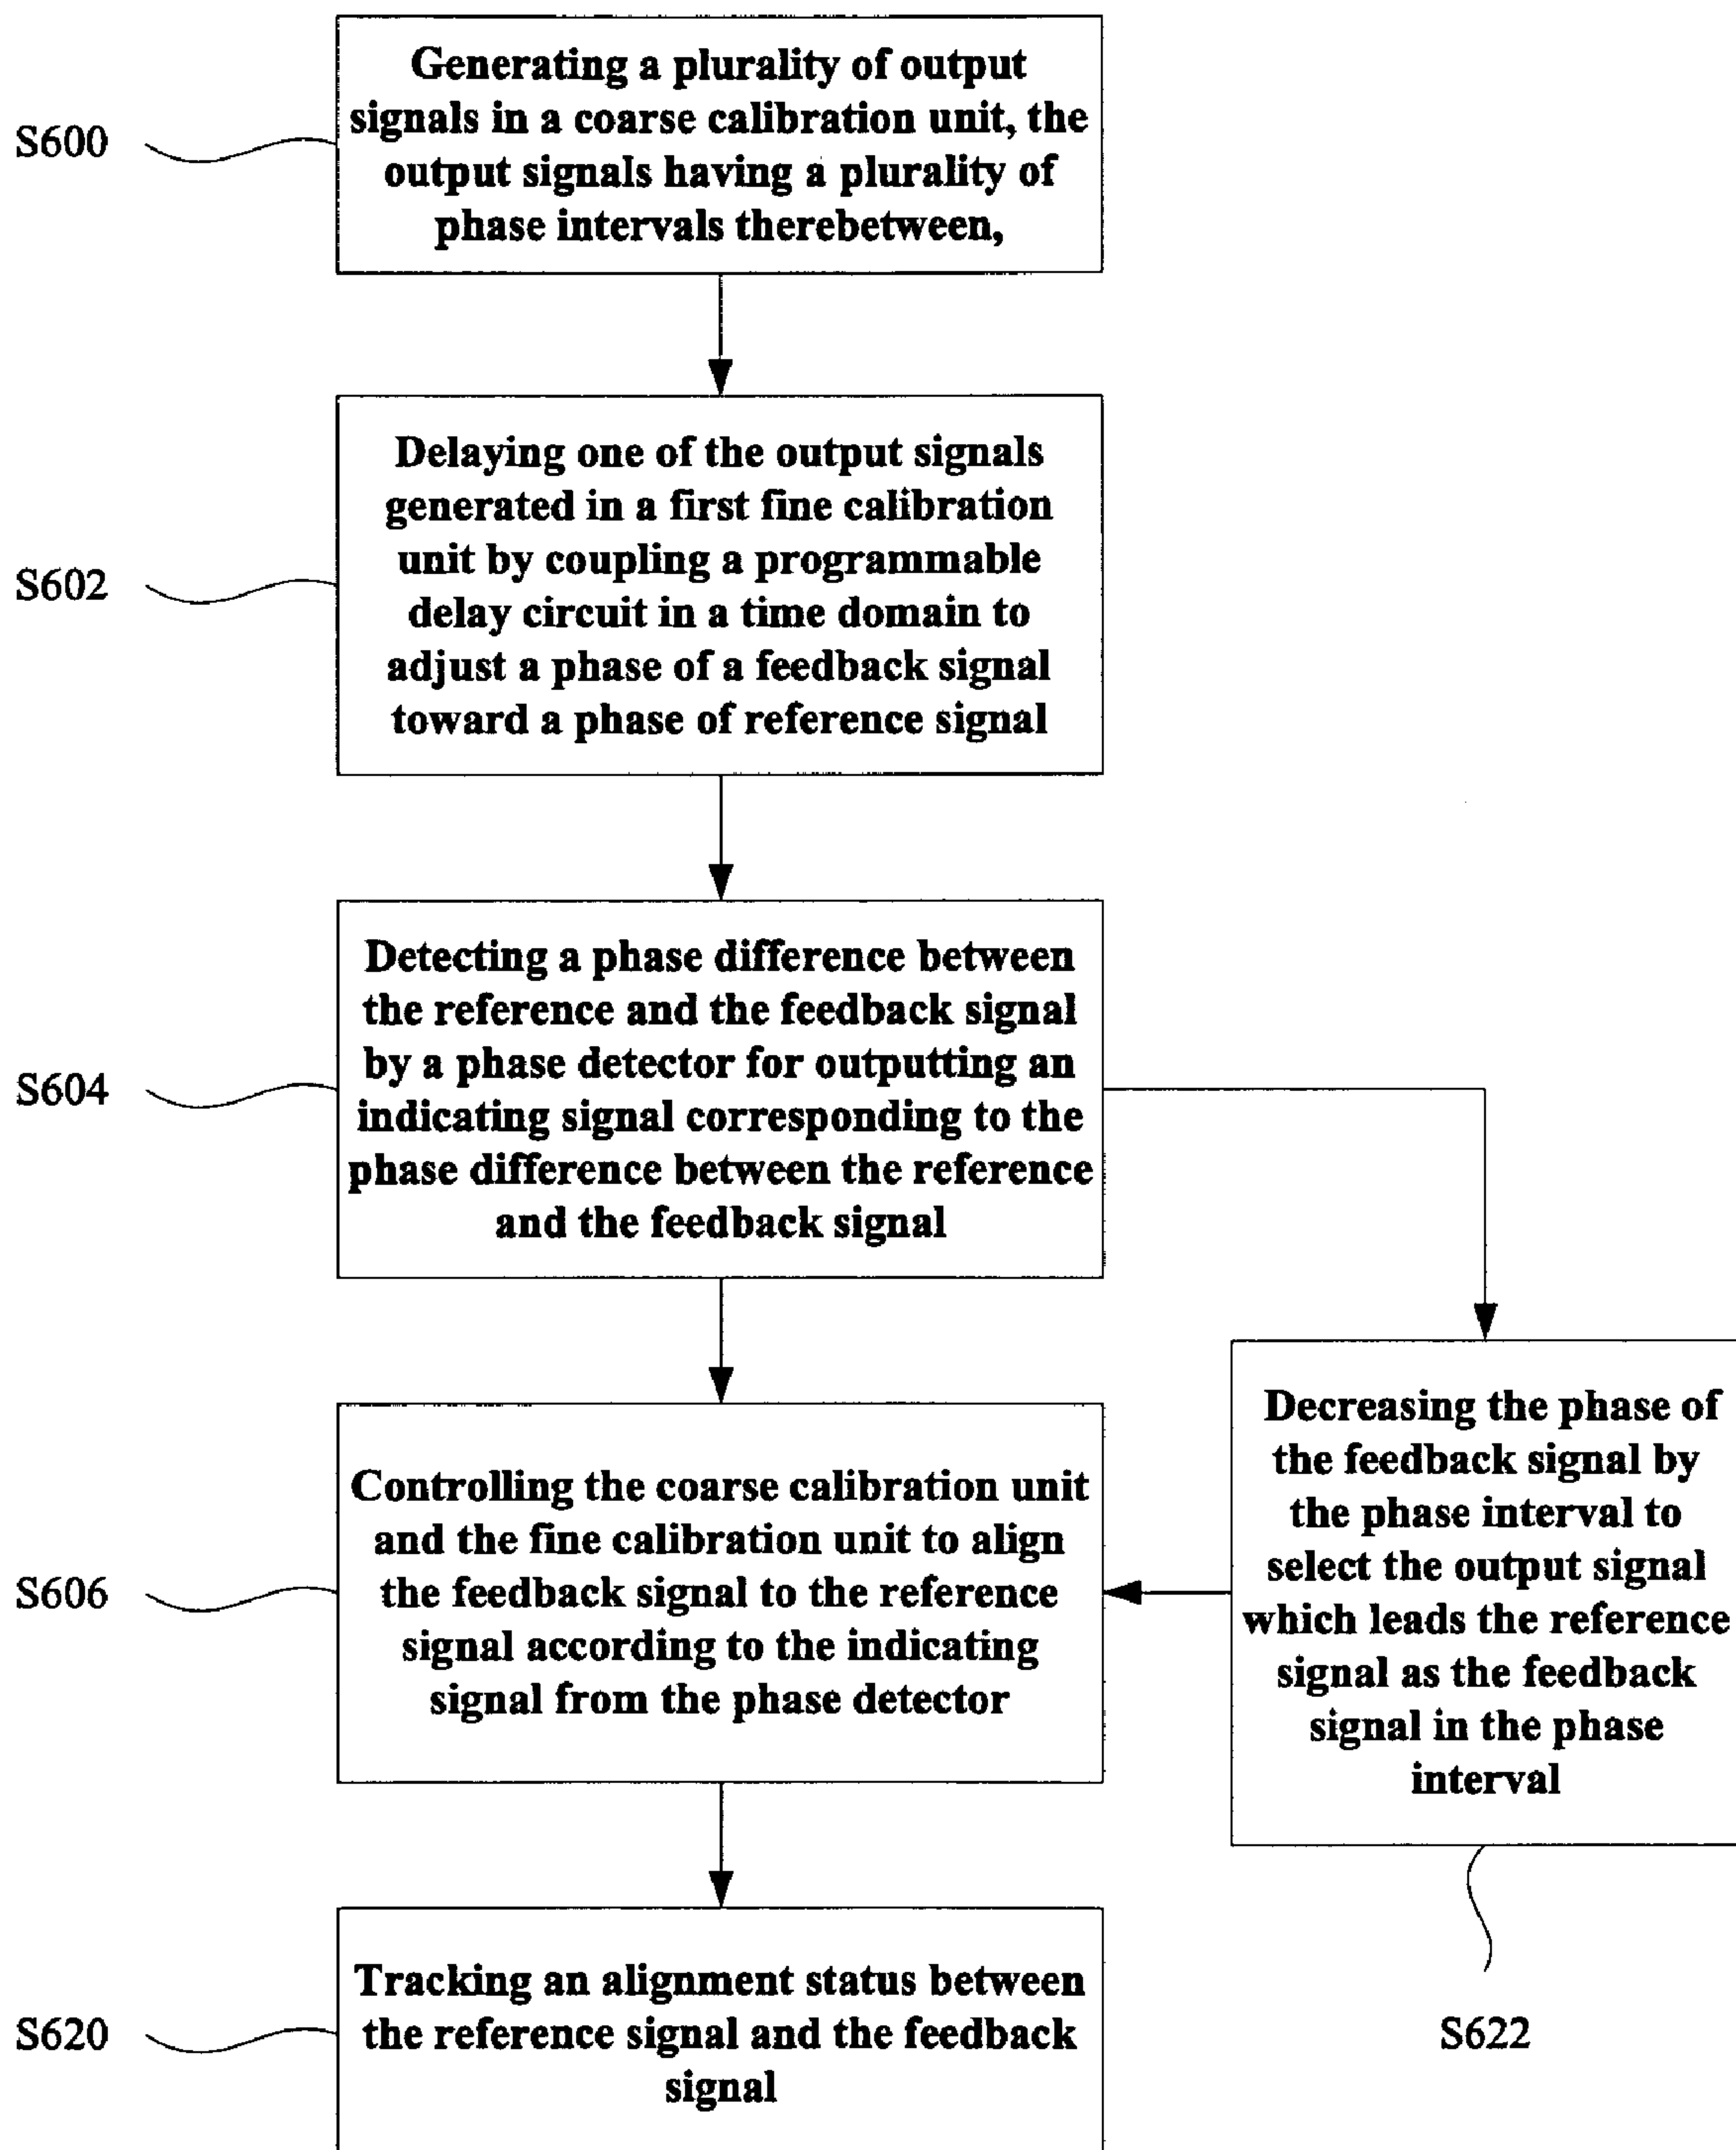 Generating a plurality of output
signals in a coarse calibration unit, the
output signals having a plurality of
phase intervals therebetween,
S600
Delaying one of the output signals
generated in a first fine calibration
unit by coupling a programmable
delay circuit in a time domain to
adjust a phase of a feedback signal
toward a phase of reference signal
S602
Detecting a phase difference between
the reference and the feedback signal
by a phase detector for outputting an
indicating signal corresponding to the
phase difference between the reference
and the feedback signal
S604
Controlling the coarse calibration unit
and the fine calibration unit to align
the feedback signal to the reference
signal according to the indicating
signal from the phase detector
S606
Decreasing the phase of
the feedback signal by
the phase interval to
select the output signal
which leads the reference
signal as the feedback
signal in the phase
interval
S622
Tracking an alignment status between
the reference signal and the feedback
signal
S620